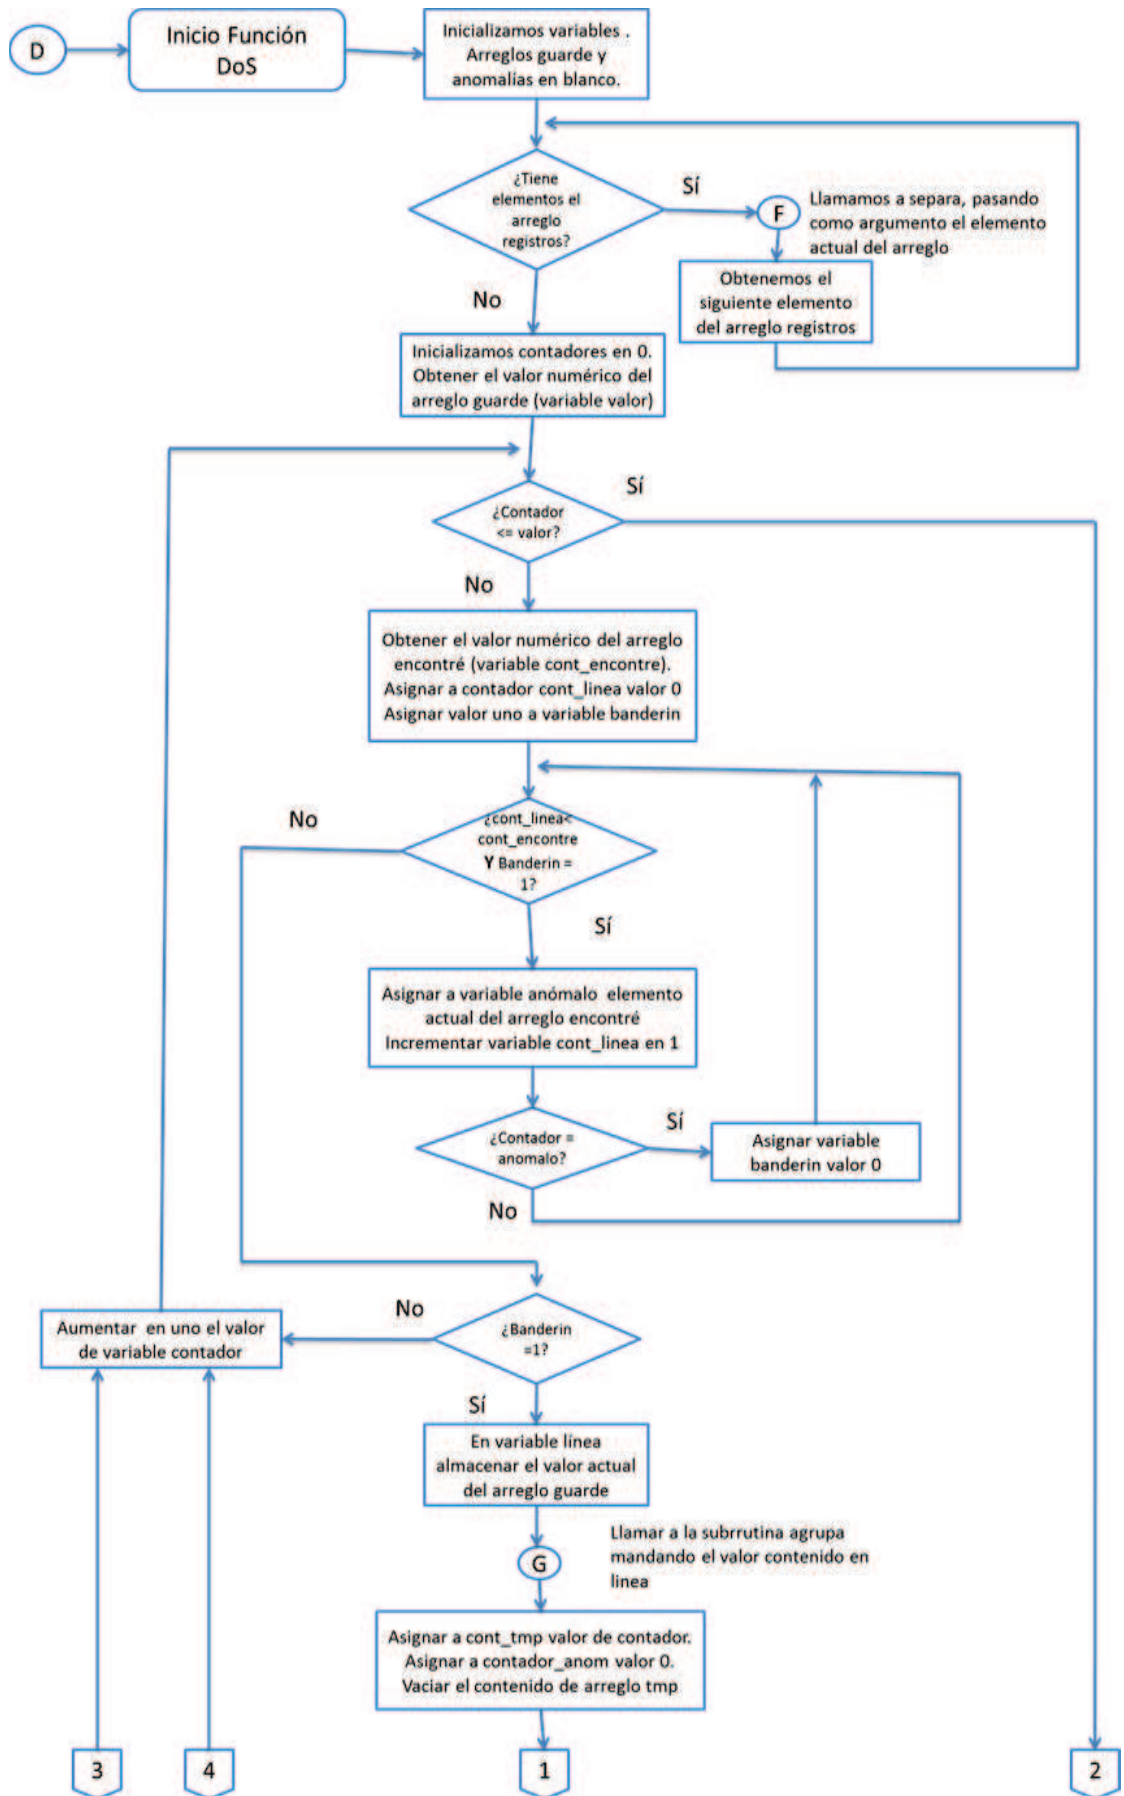 D
Inicio Función
DoS
Inicializamos variables .
Arreglos guarde y
anomalías en blanco.
¿Tiene
elementos el
arreglo
registros?
Sí
F
Llamamos a separa, pasando
como argumento el elemento
actual del arreglo
Obtenemos el
siguiente elemento
del arreglo registros
No
Inicializamos contadores en 0.
Obtener el valor numérico del
arreglo guarde (variable valor)
¿Contador
<= valor?
Sí
No
Obtener el valor numérico del arreglo
encontré (variable cont_encontre).
Asignar a contador cont_linea valor 0
Asignar valor uno a variable banderin
¿cont_linea<
cont_encontre
Y Banderin =
1?
No
Sí
Asignar a variable anómalo elemento
actual del arreglo encontré
Incrementar variable cont_linea en 1
¿Contador =
anomalo?
Sí
Asignar variable
banderin valor 0
No
¿Banderin
=1?
No
Aumentar en uno el valor
de variable contador
Sí
En variable línea
almacenar el valor actual
del arreglo guarde
G
Llamar a la subrrutina agrupa
mandando el valor contenido en
linea
Asignar a cont_tmp valor de contador.
Asignar a contador_anom valor 0.
Vaciar el contenido de arreglo tmp
3
4
1
2